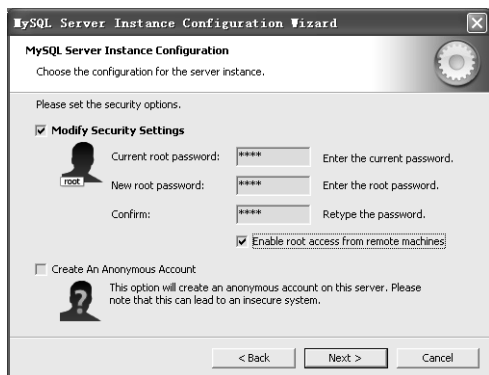 MySQL Server Instance Configuration Wizard
MySQL Server Instance Configuration
Choose the configuration for the server instance.
Please set the security options.
Modify Security Settings
root
Current root password: **** Enter the current password.
New root password: **** Enter the root password.
Confirm: **** Retype the password.
Enable root access from remote machines
Create An Anonymous Account
This option will create an anonymous account on this server. Please
note that this can lead to an insecure system.
< Back Next > Cancel